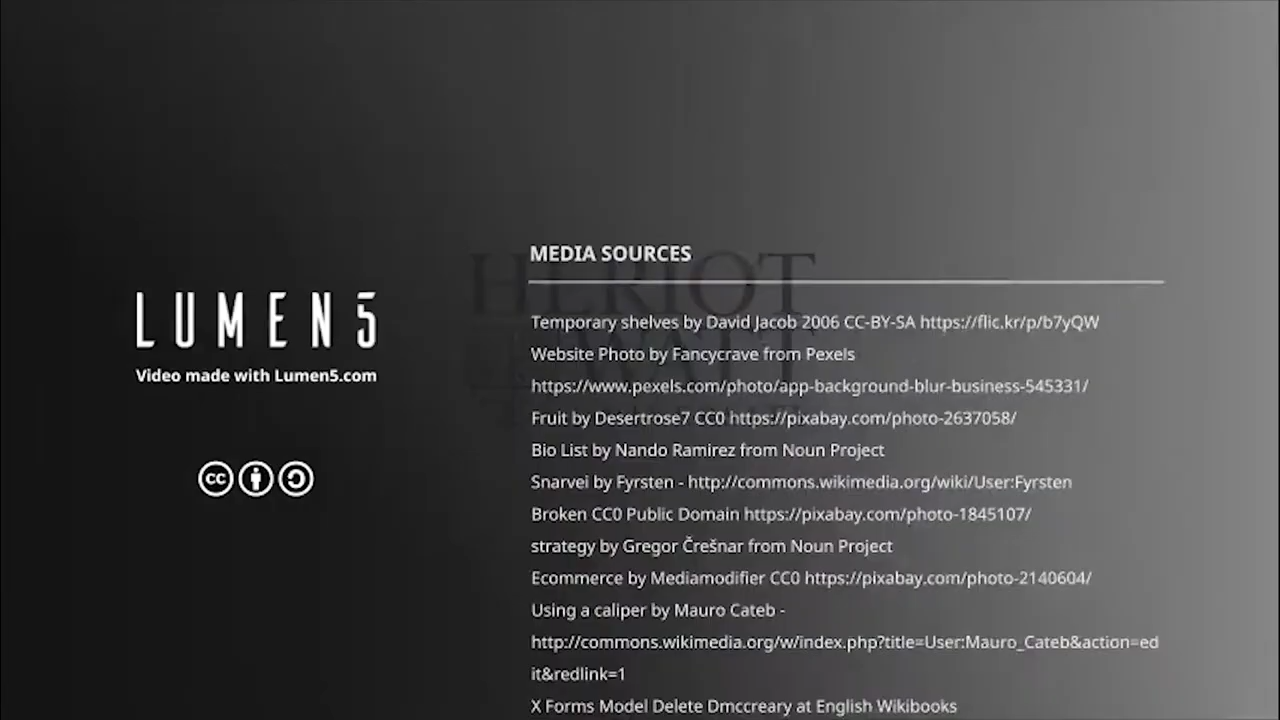 LUMEN5
Video made with Lumen5.com
cc
MEDIA SOURCES
HERIOT
WATT
Temporary shelves by David Jacob 2006 CC-BY-SA https://flic.kr/p/b7yQW
Website Photo by Fancycrave from Pexels
https://www.pexels.com/photo/app-background-blur-business-545331/
Fruit by Desertrose7 CC0 https://pixabay.com/photo-2637058/
Bio List by Nando Ramirez from Noun Project
Snarvei by Fyrsten - http://commons.wikimedia.org/wiki/User:Fyrsten
Broken CC0 Public Domain https://pixabay.com/photo-1845107/
strategy by Gregor Črešnar from Noun Project
Ecommerce by Mediamodifier CC0 https://pixabay.com/photo-2140604/
Using a caliper by Mauro Cateb -
http://commons.wikimedia.org/w/index.php?title=User:Mauro_Cateb&action=ed
it&redlink=1
X Forms Model Delete Dmccreary at English Wikibooks